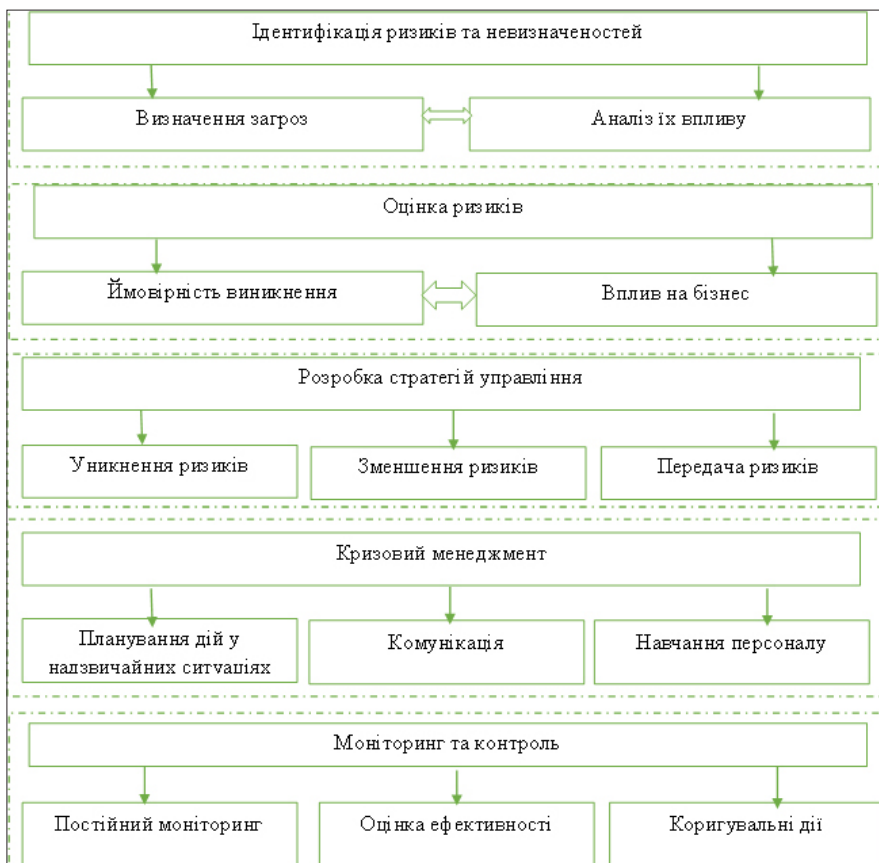 Ідентифікація ризиків та невизначеностей
Визначення загроз
Аналіз їх впливу
Оцінка ризиків
Ймовірність виникнення
Вплив на бізнес
Розробка стратегій управління
Уникнення ризиків
Зменшення ризиків
Передача ризиків
Кризовий менеджмент
Планування дій у
надзвичайних ситуаціях
Комунікація
Навчання персоналу
Моніторинг та контроль
Постійний моніторинг
Оцінка ефективності
Коригувальні дії